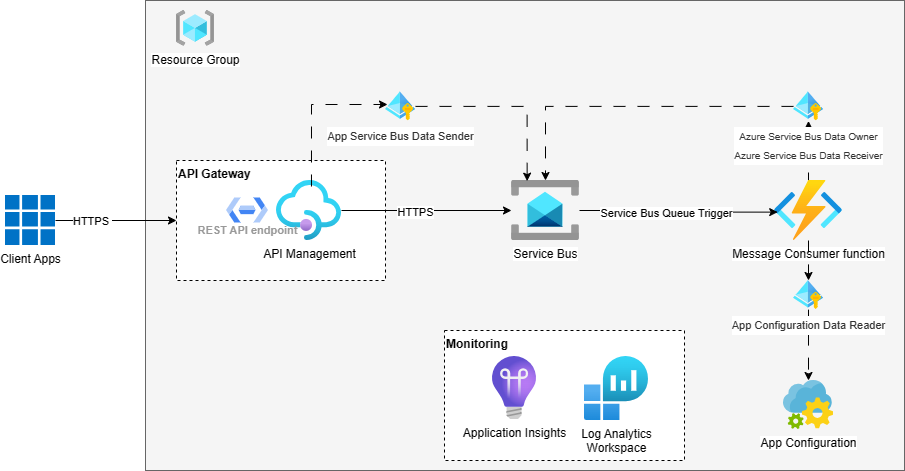 Resource Group
App Service Bus Data Sender
Azure Service Bus Data Owner
Azure Service Bus Data Receiver
API Gateway
REST API endpoint
API Management
Client Apps
HTTPS
HTTPS
Service Bus
Service Bus Queue Trigger
Message Consumer function
App Configuration Data Reader
App Configuration
Monitoring
Application Insights
Log Analytics
Workspace